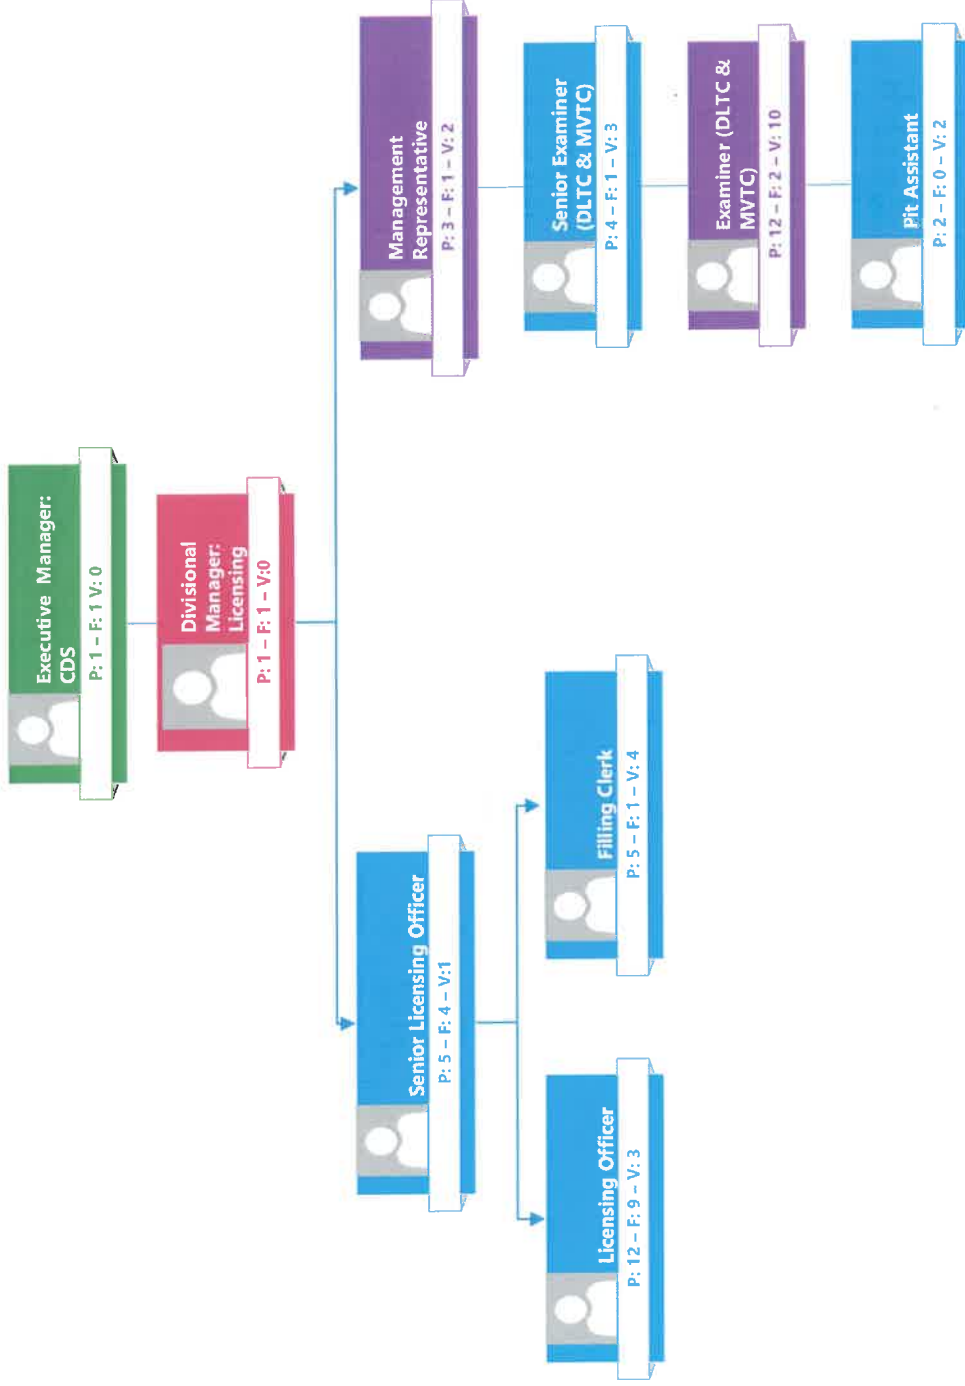 Executive Manager:
CDS
P: 1 – F: 1 V: 0
Divisional
Manager:
Licensing
P: 1 – F: 1 – V:0
Senior Licensing Officer
P: 5 – F: 4 – V:1
Licensing Officer
P: 12 – F: 9 – V: 3
Filling Clerk
P: 5 – F: 1 – V: 4
Management
Representative
P: 3 – F: 1 – V: 2
Senior Examiner
(DLTC & MVTC)
P: 4 – F: 1 – V: 3
Examiner (DLTC &
MVTC)
P: 12 – F: 2 – V: 10
Pit Assistant
P: 2 – F: 0 – V: 2